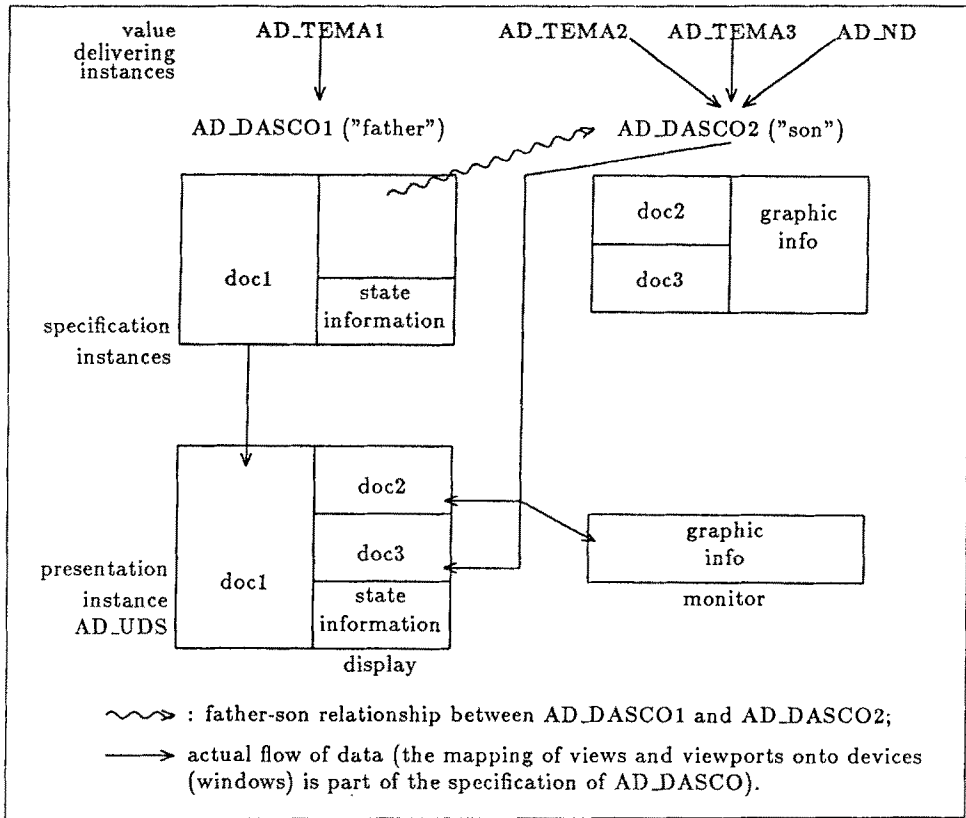 value
delivering
instances
AD_TEMA1
AD_TEMA2
AD_TEMA3
AD_ND
AD_DASCO1 ("father")
AD_DASCO2 ("son")
doc1
state
information
doc2
doc3
graphic
info
specification
instances
presentation
instance
AD_UDS
doc1
doc2
doc3
state
information
display
graphic
info
monitor
: father-son relationship between AD_DASCO1 and AD_DASCO2;
actual flow of data (the mapping of views and viewports onto devices
(windows) is part of the specification of AD_DASCO).